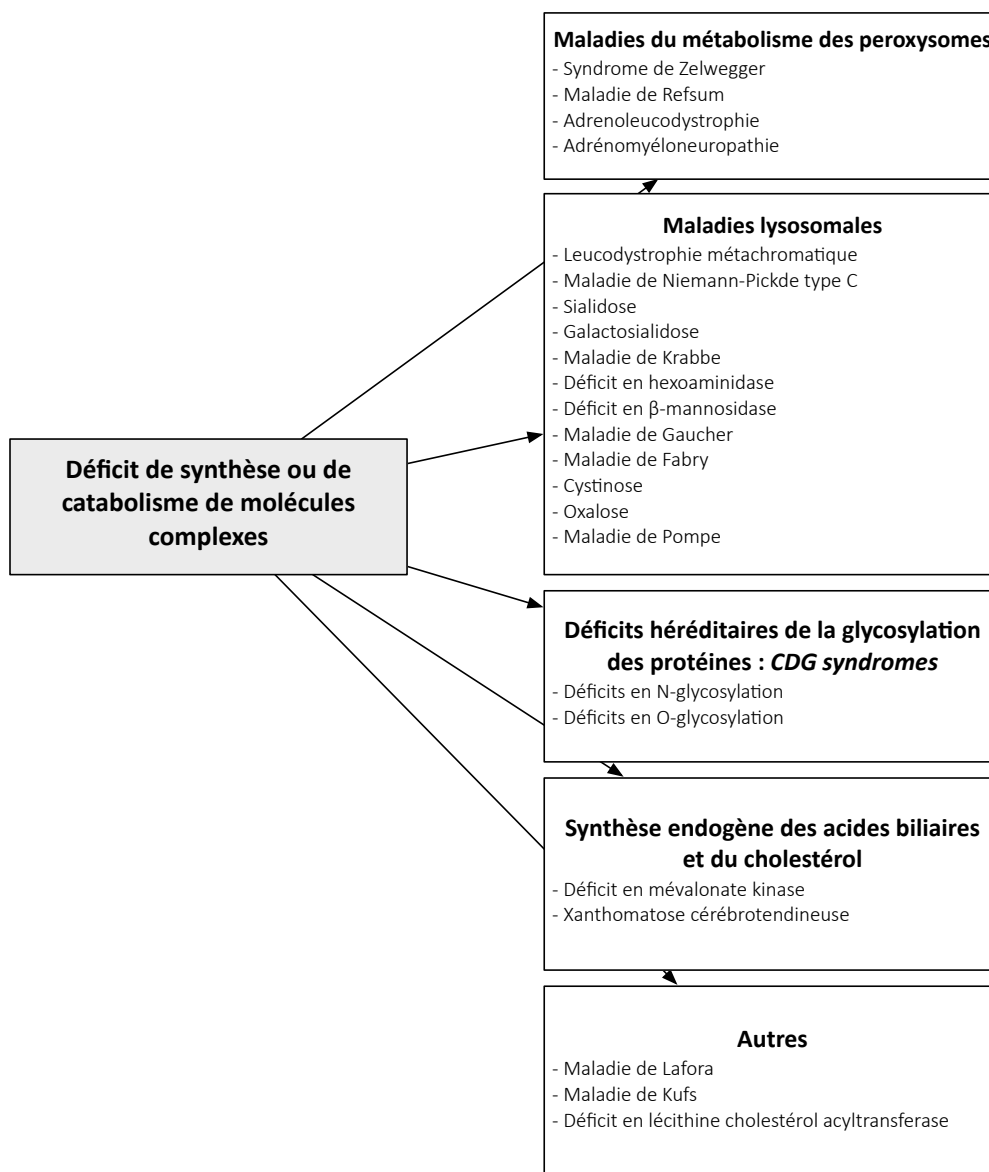 Maladies du métabolisme des peroxysomes
- Syndrome de Zelwegger
- Maladie de Refsum
- Adrenoleucodystrophie
- Adrénomyéloneuropathie
Maladies lysosomales
- Leucodystrophie métachromatique
- Maladie de Niemann-Pickde type C
- Sialidose
- Galactosialidose
- Maladie de Krabbe
- Déficit en hexoaminidase
- Déficit en β-mannosidase
- Maladie de Gaucher
- Maladie de Fabry
- Cystinose
- Oxalose
- Maladie de Pompe
Déficit de synthèse ou de
catabolisme de molécules
complexes
Déficits héréditaires de la glycosylation
des protéines : CDG syndromes
- Déficits en N-glycosylation
- Déficits en O-glycosylation
Synthèse endogène des acides biliaires
et du cholestérol
- Déficit en mévalonate kinase
- Xanthomatose cérébrotendineuse
Autres
- Maladie de Lafora
- Maladie de Kufs
- Déficit en lécithine cholestérol acyltransferase